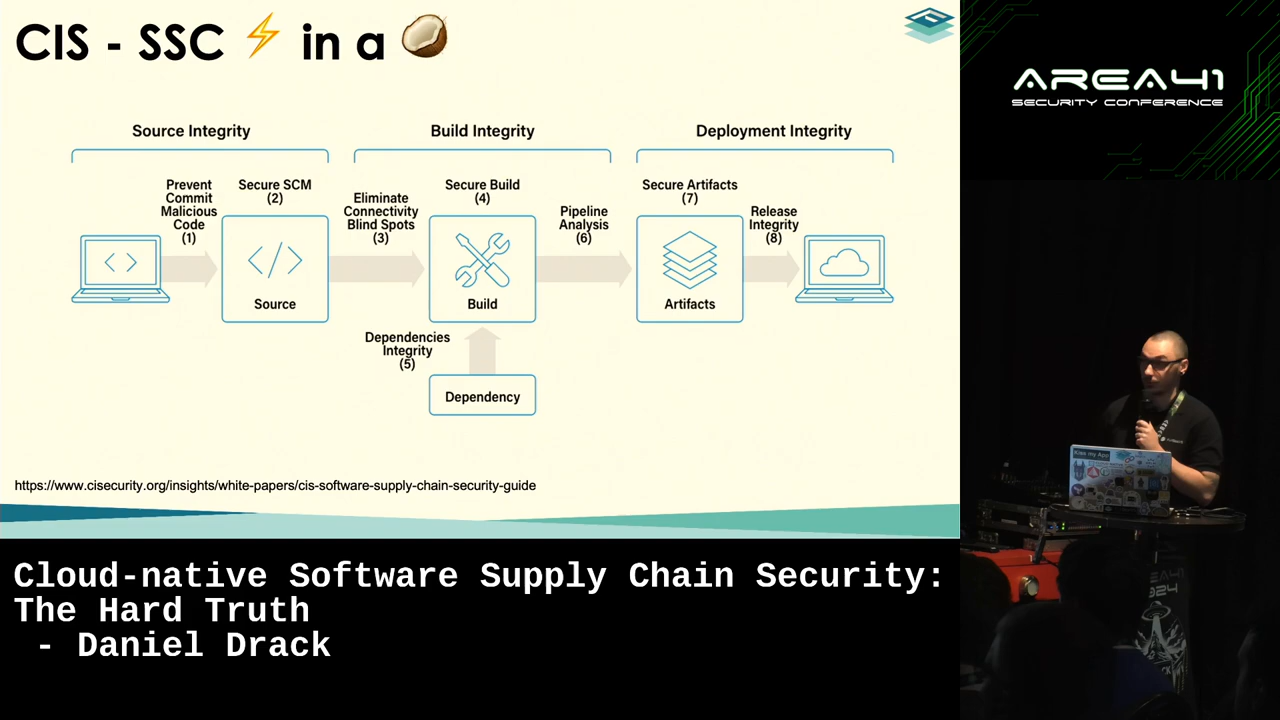 CIS - SSC ⚡ in a 🥥
Source Integrity
Build Integrity
Deployment Integrity
Prevent
Commit
Malicious
Code
(1)
Secure SCM
(2)
Eliminate
Connectivity
Blind Spots
(3)
Secure Build
(4)
Pipeline
Analysis
(6)
Secure Artifacts
(7)
Release
Integrity
(8)
Source
Build
Artifacts
Dependencies
Integrity
(5)
Dependency
https://www.cisecurity.org/insights/white-papers/cis-software-supply-chain-security-guide
AREA41
SECURITY CONFERENCE
Kiss my App
Cloud-native Software Supply Chain Security:
The Hard Truth
- Daniel Drack